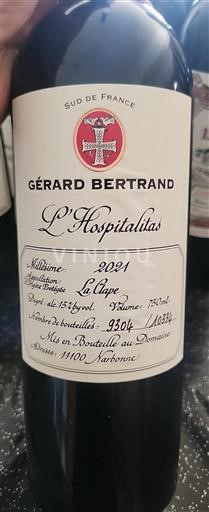 SUD DE FRANCE
GÉRARD BERTRAND
L'Hospitalitas
Millésime: 2021
Appellation
d'Origine Protégée La Clape
Degré: alc. 15% by vol. Volume: 750 ml.
Nombre de bouteilles: 9304 / 10334
Mis en Bouteille au Domaine
Adresse: 11100 Narbonne